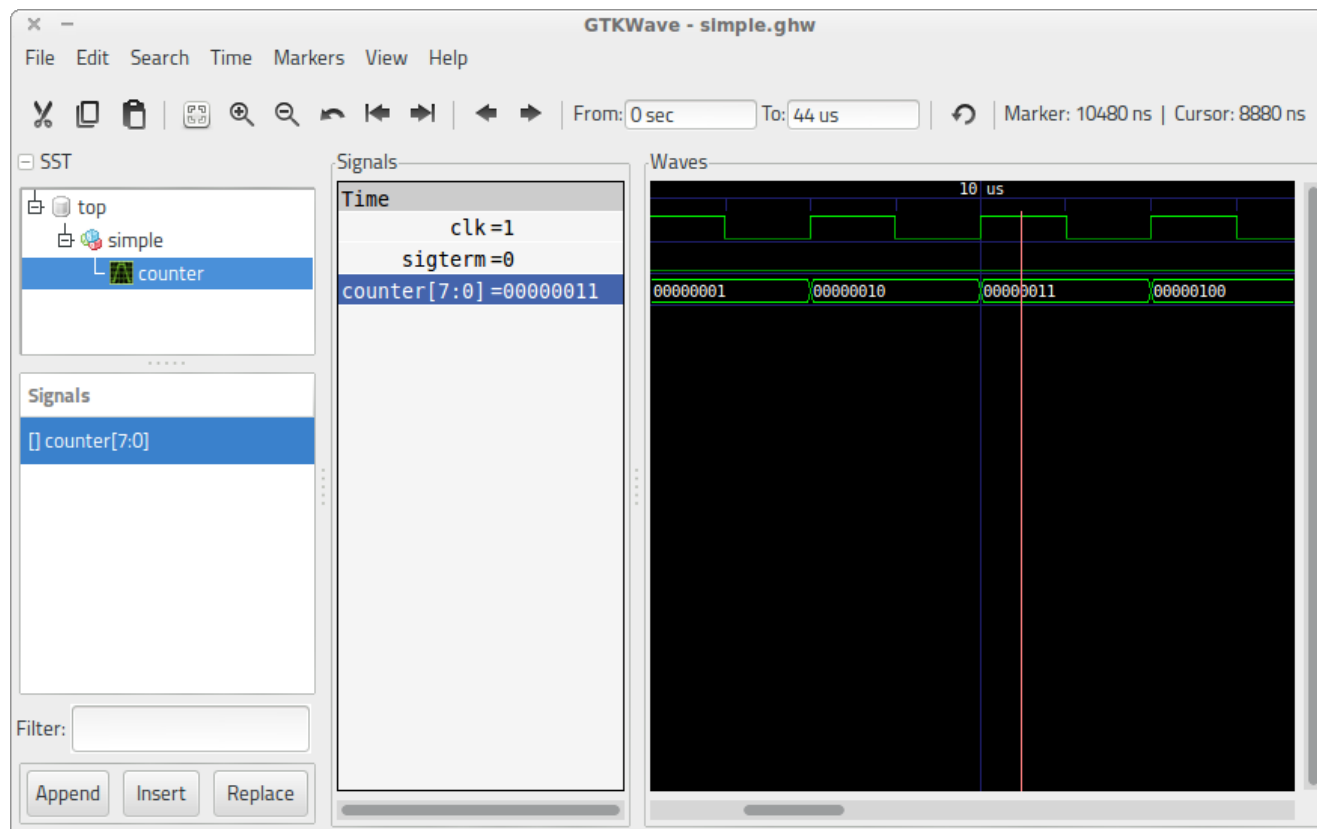 GTKWave - simple.ghw
File Edit Search Time Markers View Help
From: 0 sec To: 44 us Marker: 10480 ns | Cursor: 8880 ns
SST
top
simple
counter
Signals
[] counter[7:0]
Filter:
Append Insert Replace
Signals
Time
clk =1
sigterm =0
counter[7:0] =00000011
Waves
10 us
00000001 00000010 00000011 00000100